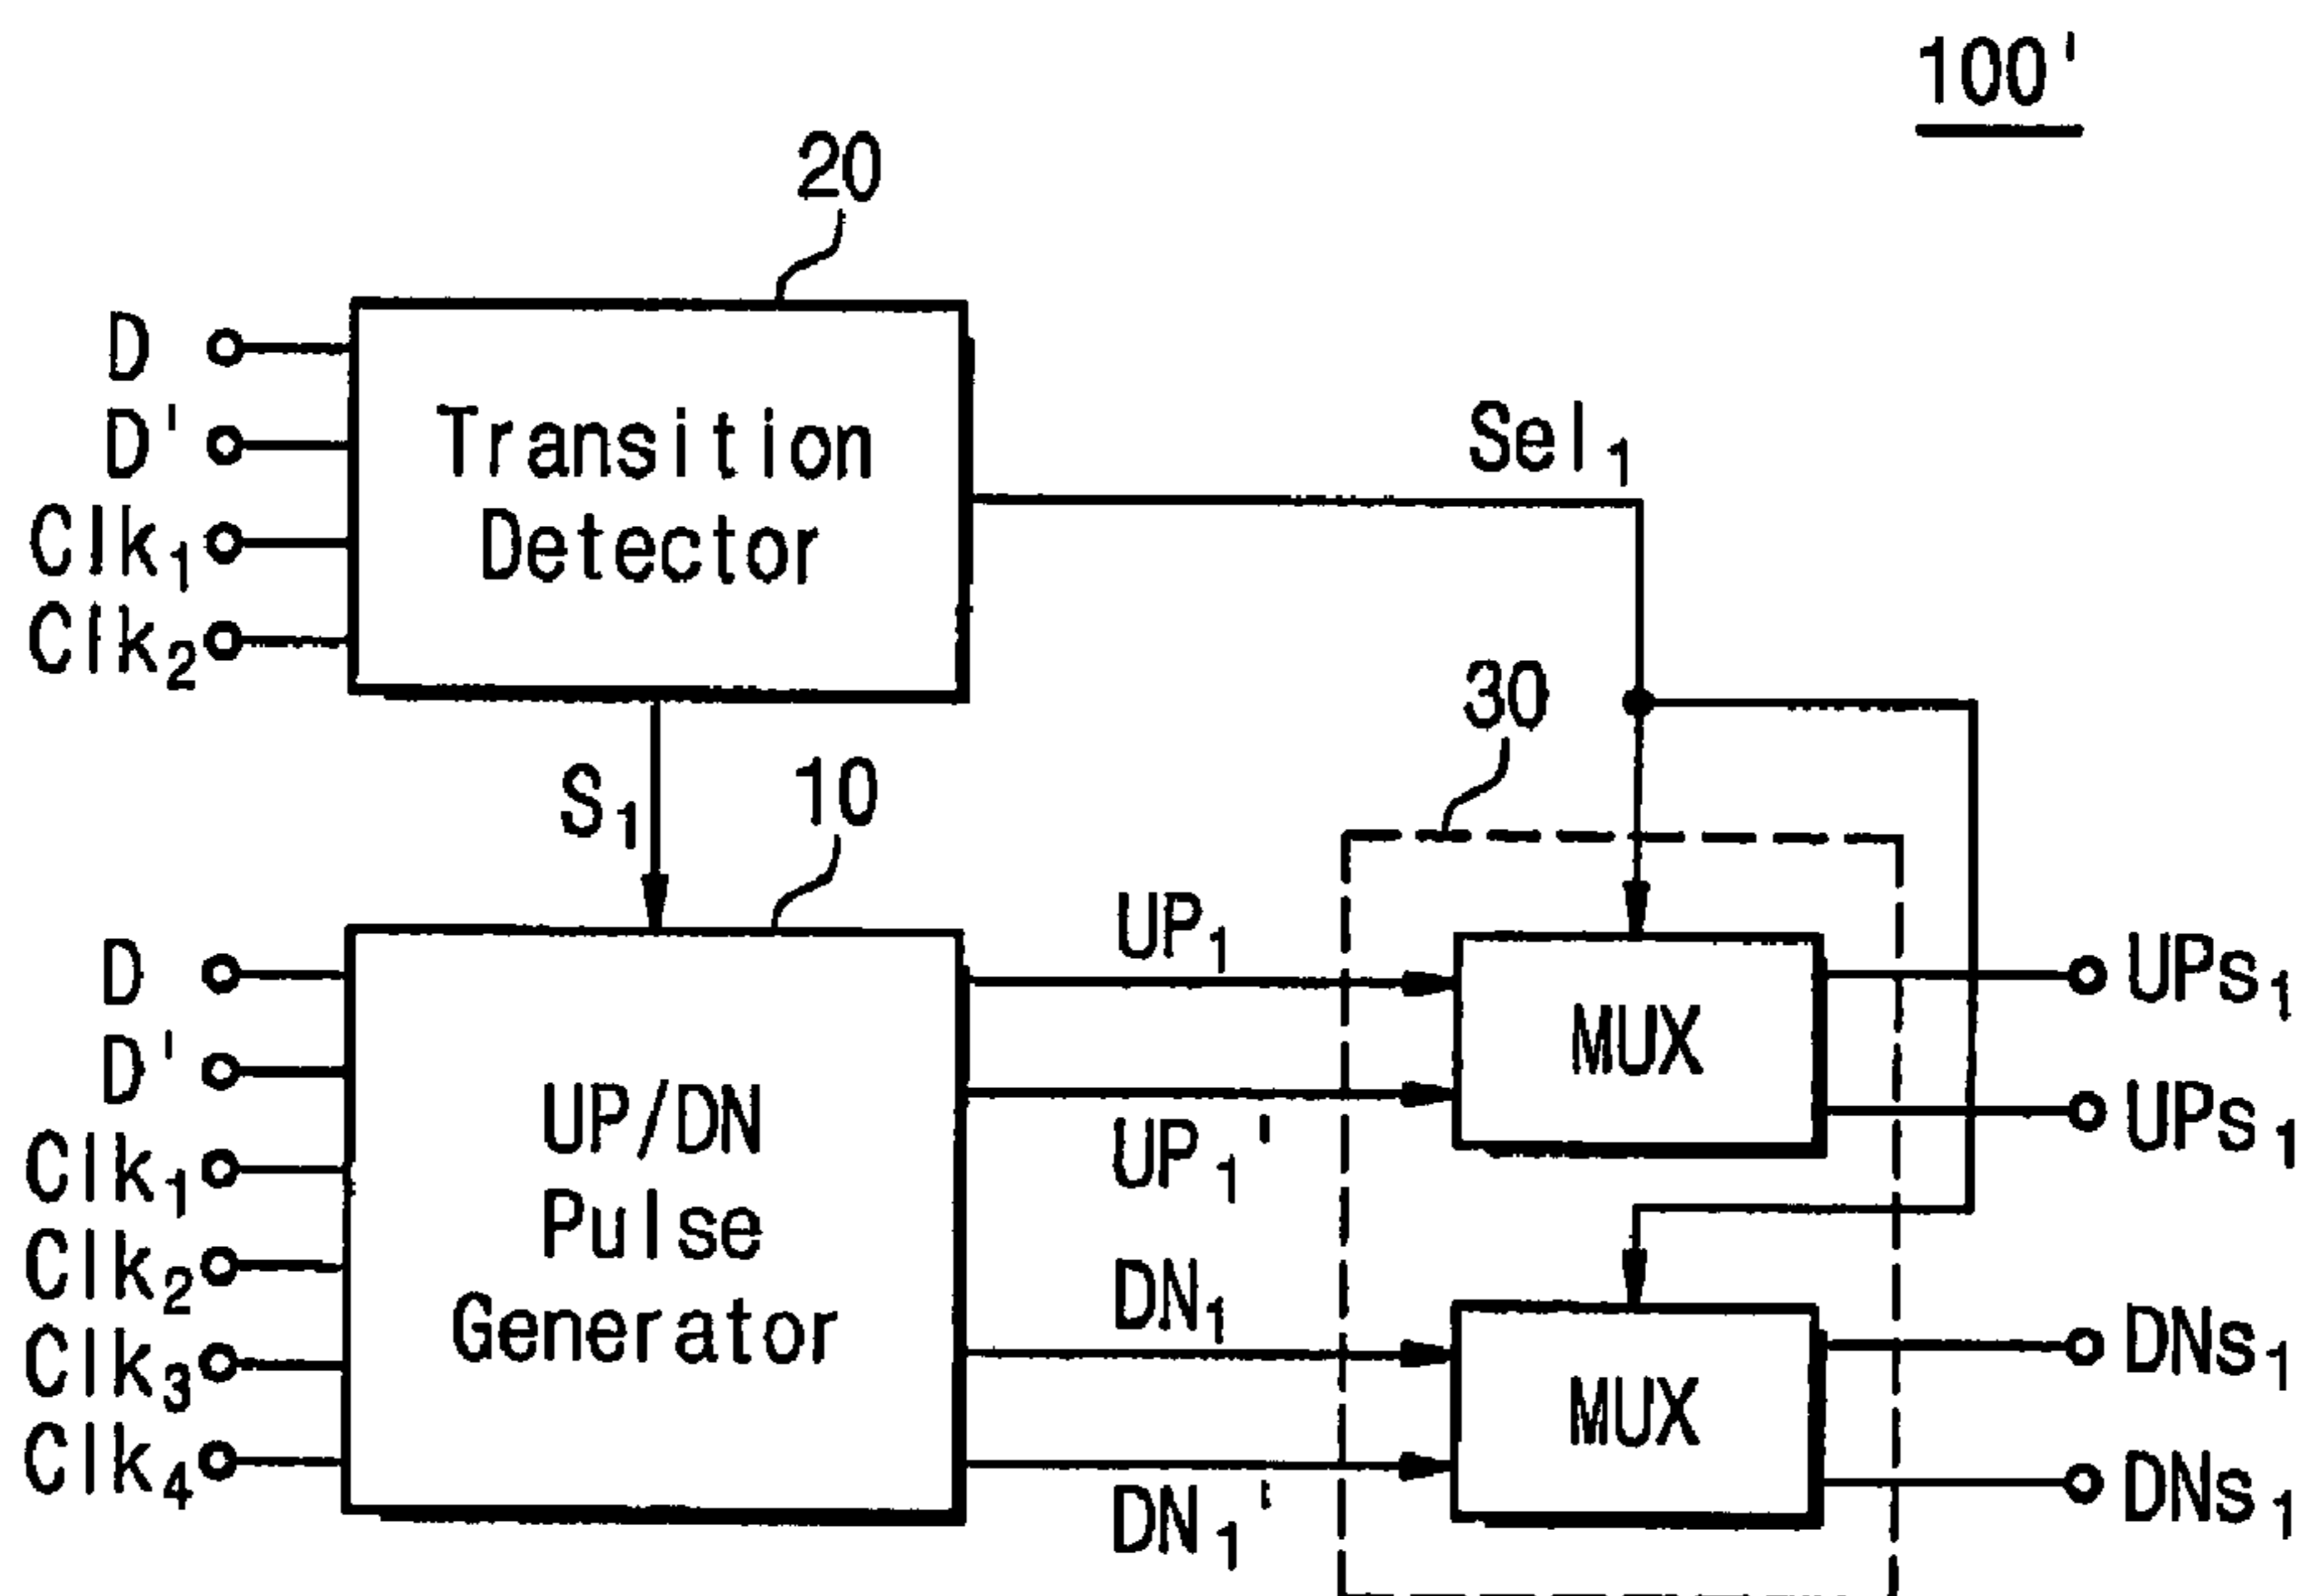 100'
20
D
D'
Clk₁
Clk₂
Transition
Detector
Sel₁
30
S₁
10
D
D'
Clk₁
Clk₂
Clk₃
Clk₄
UP/DN
Pulse
Generator
UP₁
UP₁'
DN₁
DN₁'
MUX
MUX
UPs₁
UPs₁
DNs₁
DNs₁